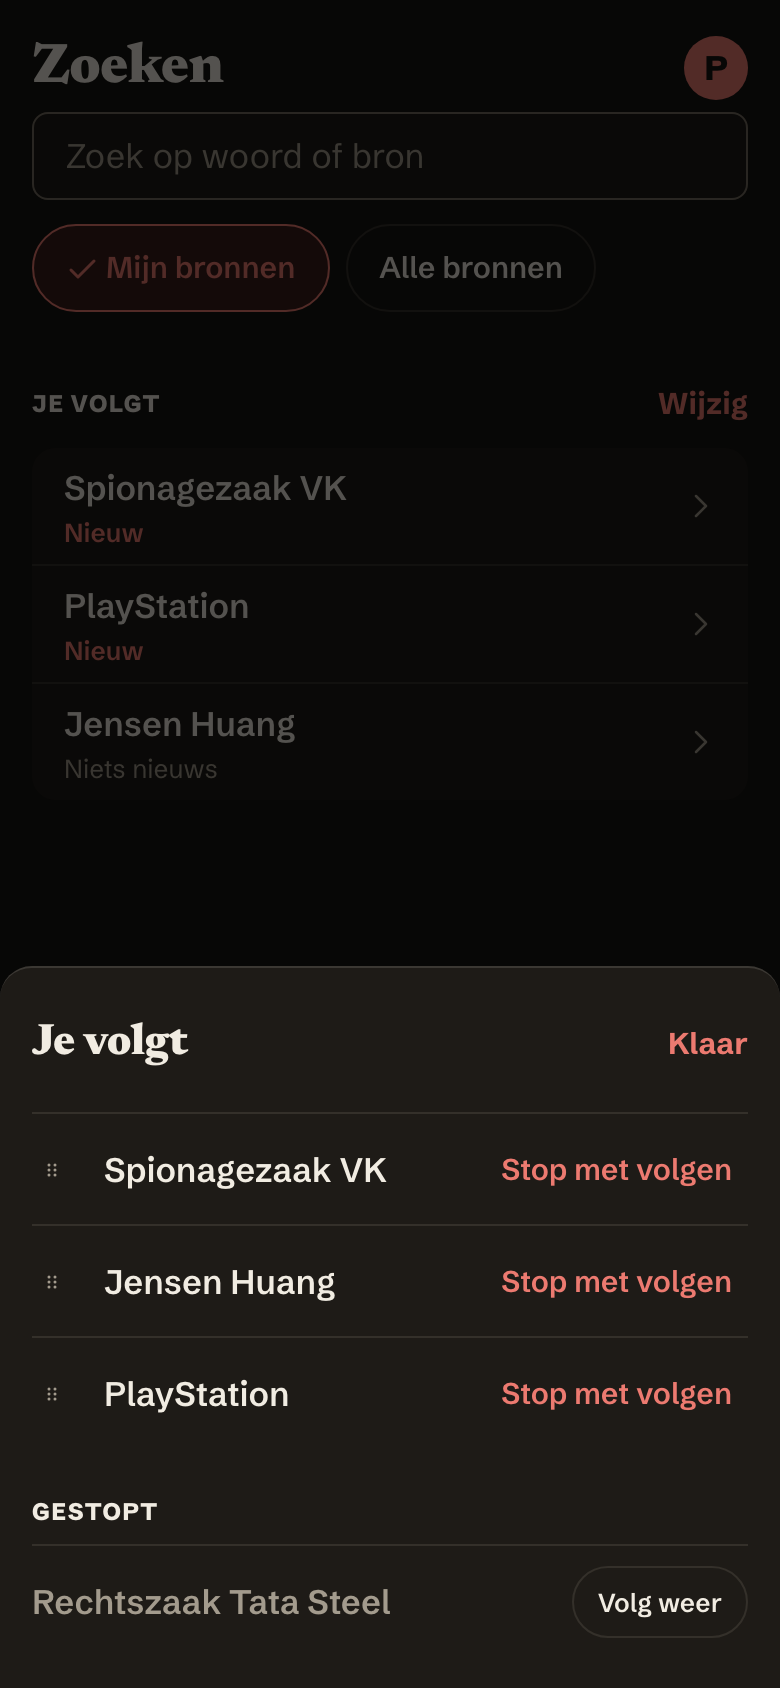 Zoeken
P
Zoek op woord of bron
Mijn bronnen
Alle bronnen
JE VOLGT
Wijzig
Spionagezaak VK
Nieuw
PlayStation
Nieuw
Jensen Huang
Niets nieuws
Je volgt
Klaar
Spionagezaak VK
Stop met volgen
Jensen Huang
Stop met volgen
PlayStation
Stop met volgen
GESTOPT
Rechtszaak Tata Steel
Volg weer